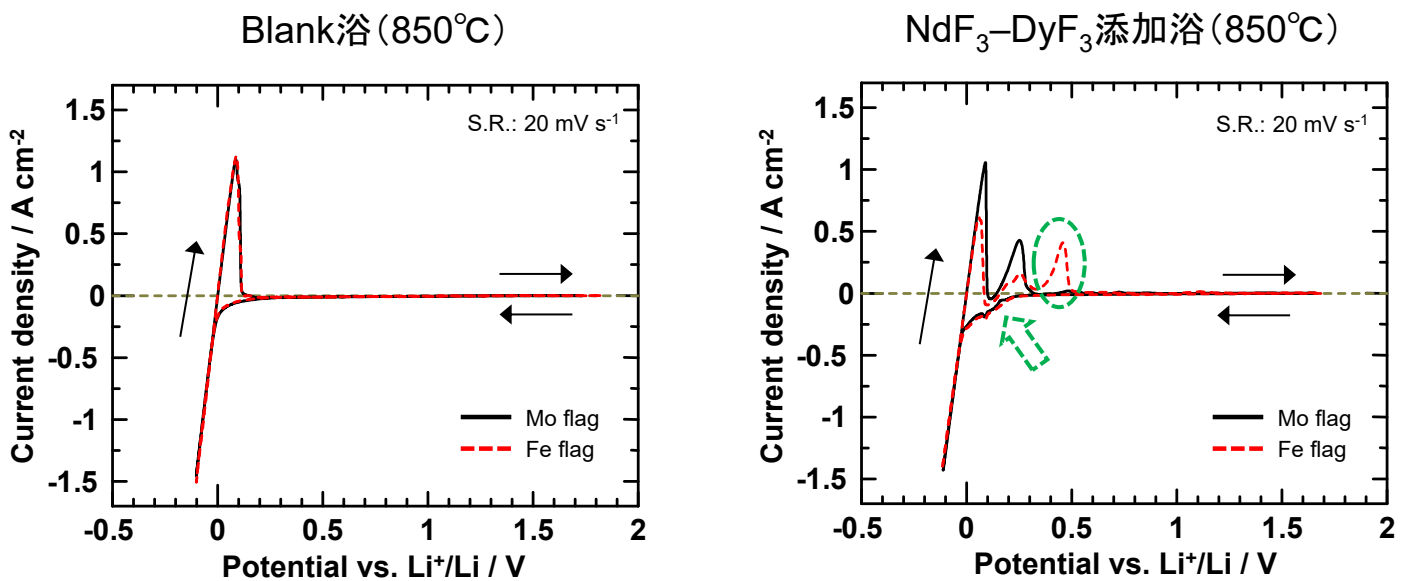 Blank浴（850℃）
S.R.: 20 mV s⁻¹
Current density / A cm⁻²
1.5
1
0.5
0
-0.5
-1
-1.5
Mo flag
Fe flag
-0.5 0 0.5 1 1.5 2
Potential vs. Li⁺/Li / V
NdF₃–DyF₃添加浴（850℃）
S.R.: 20 mV s⁻¹
Current density / A cm⁻²
1.5
1
0.5
0
-0.5
-1
-1.5
Mo flag
Fe flag
-0.5 0 0.5 1 1.5 2
Potential vs. Li⁺/Li / V